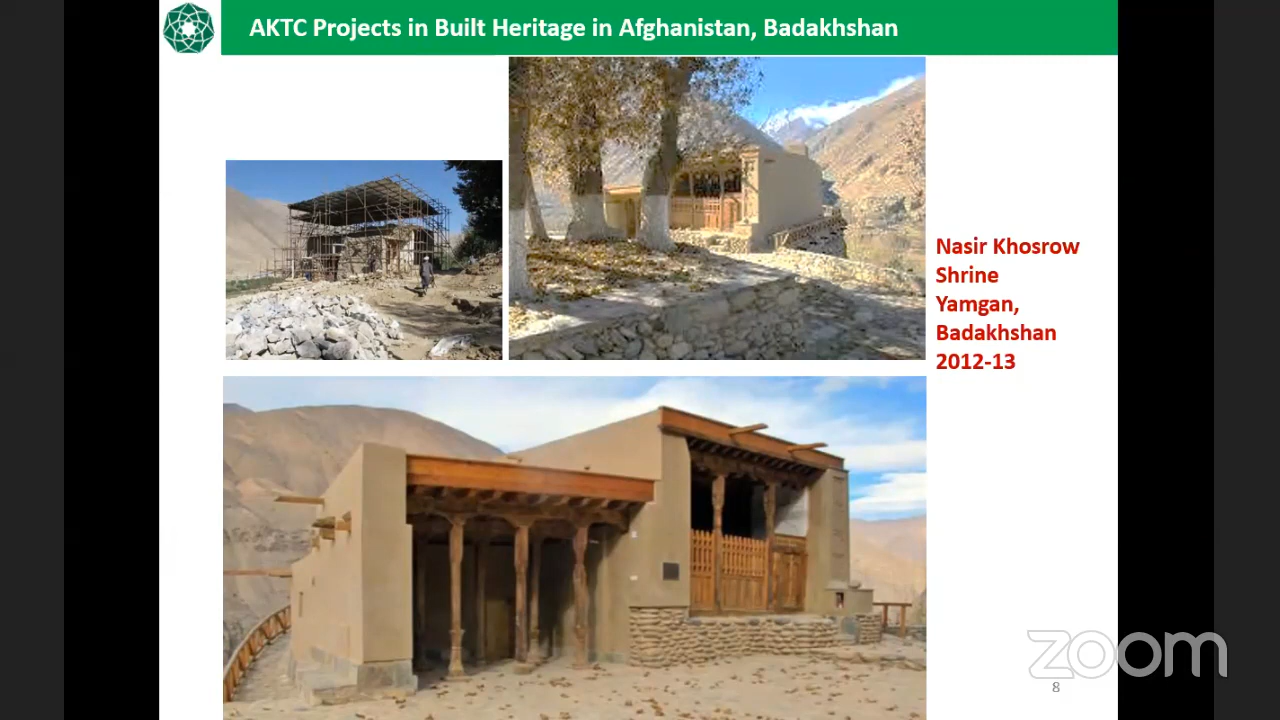 AKTC Projects in Built Heritage in Afghanistan, Badakhshan
Nasir Khosrow
Shrine
Yamgan,
Badakhshan
2012-13
zoom
8